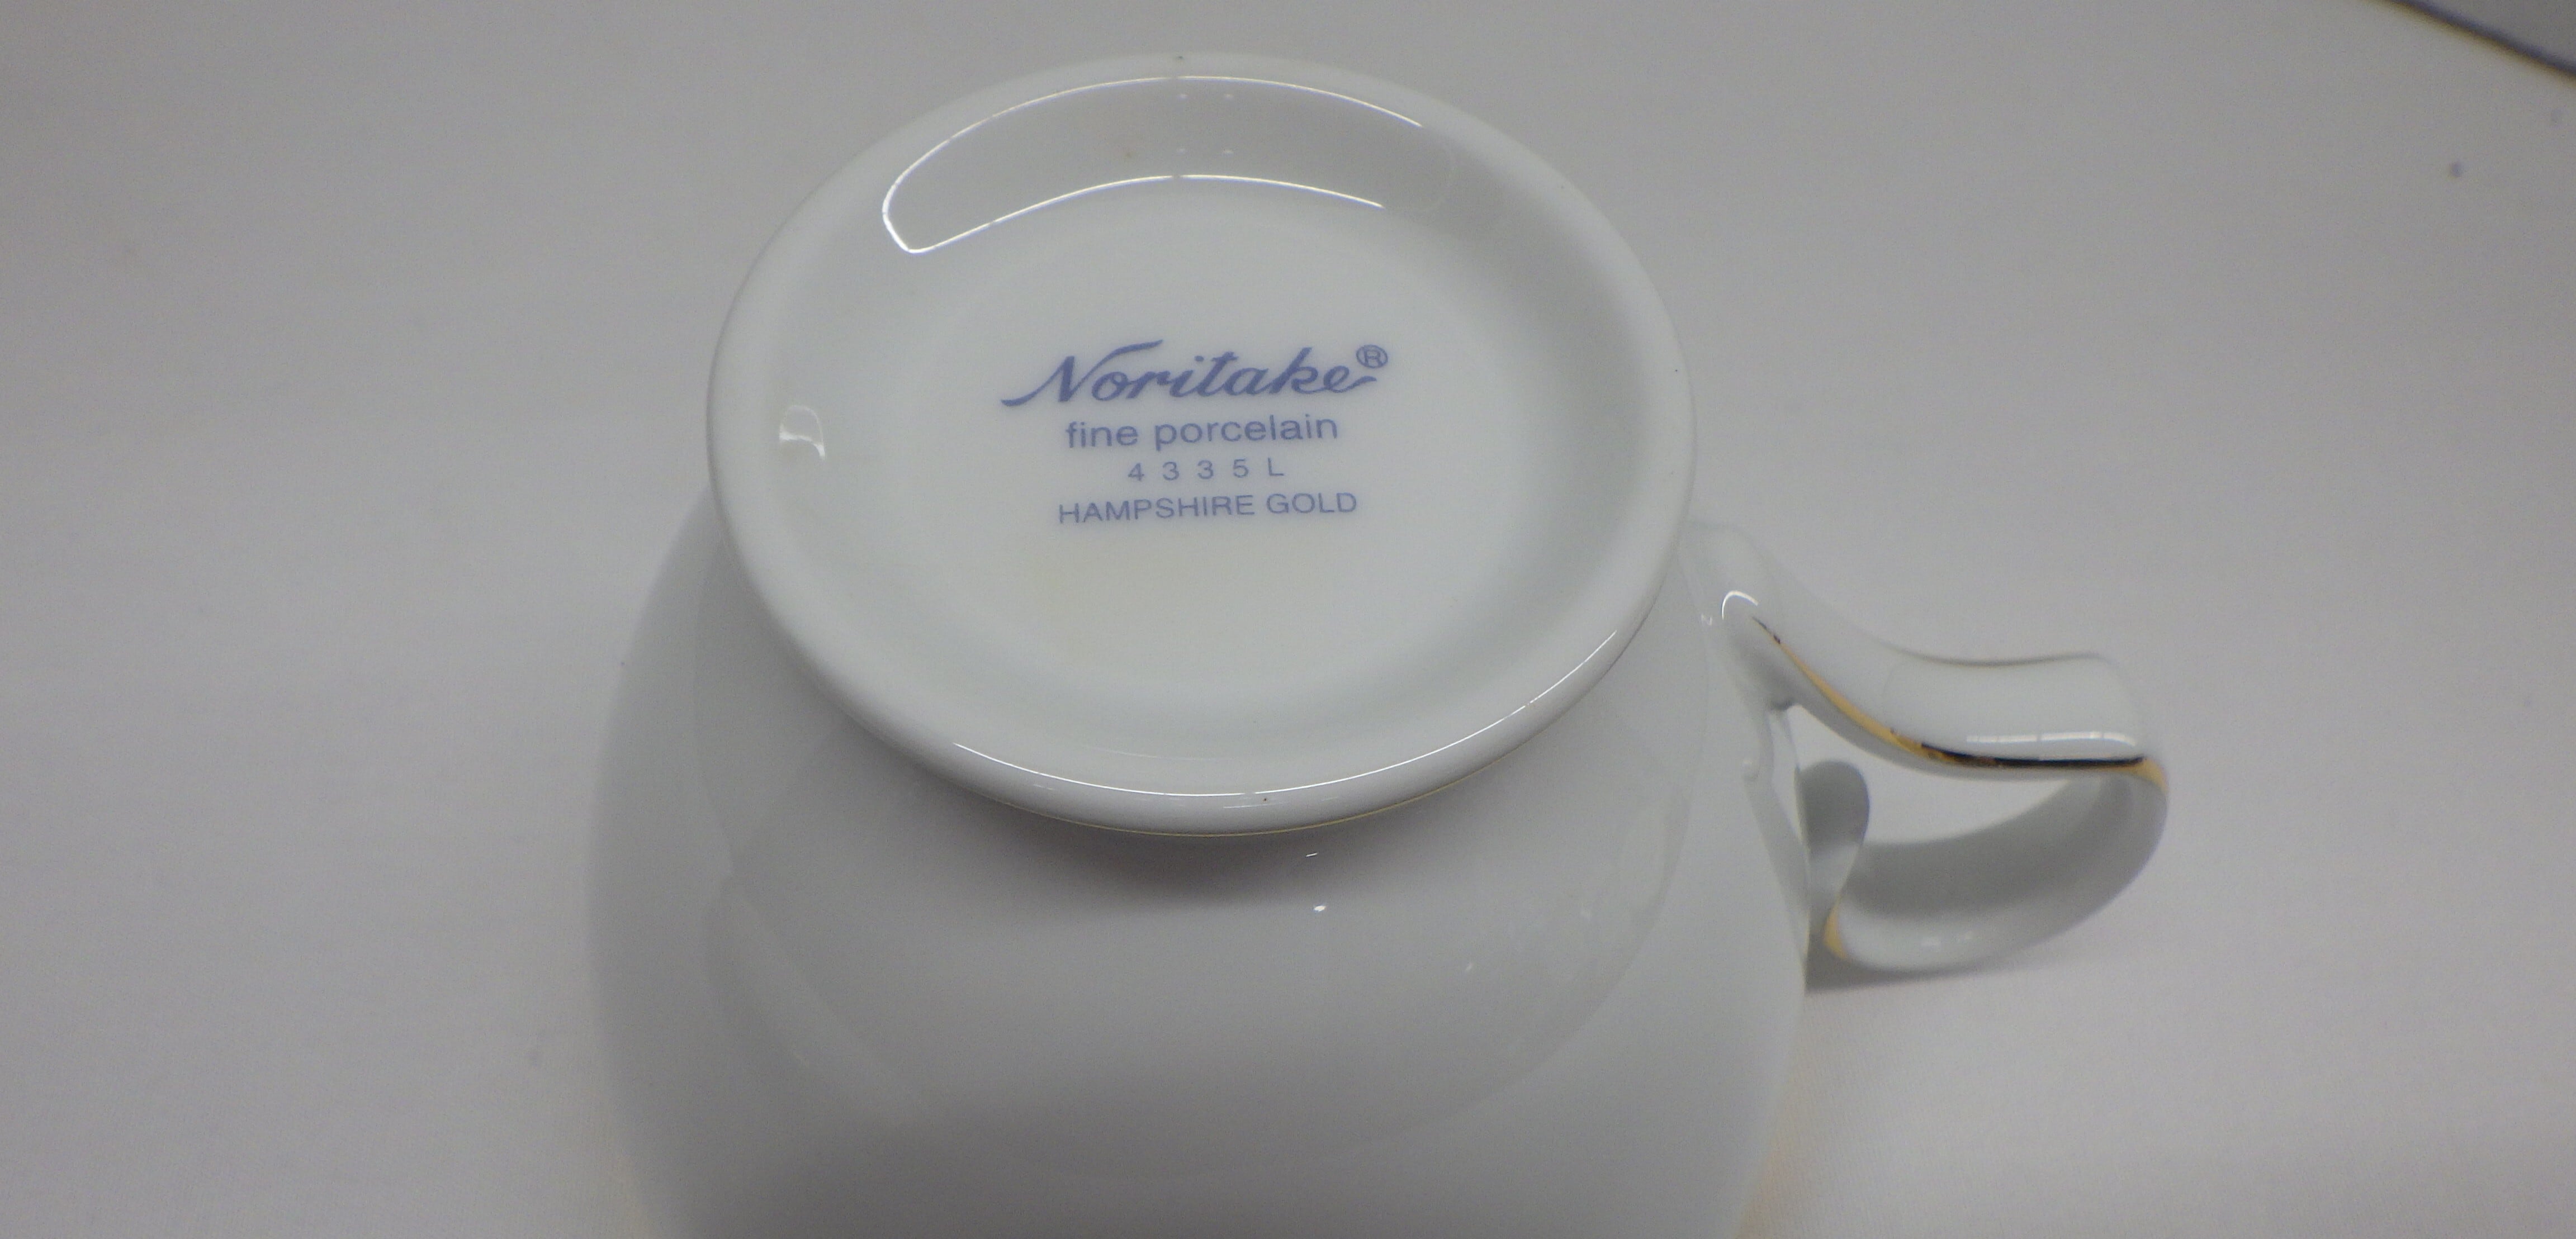 Noritake®
fine porcelain
4335L
HAMPSHIRE GOLD